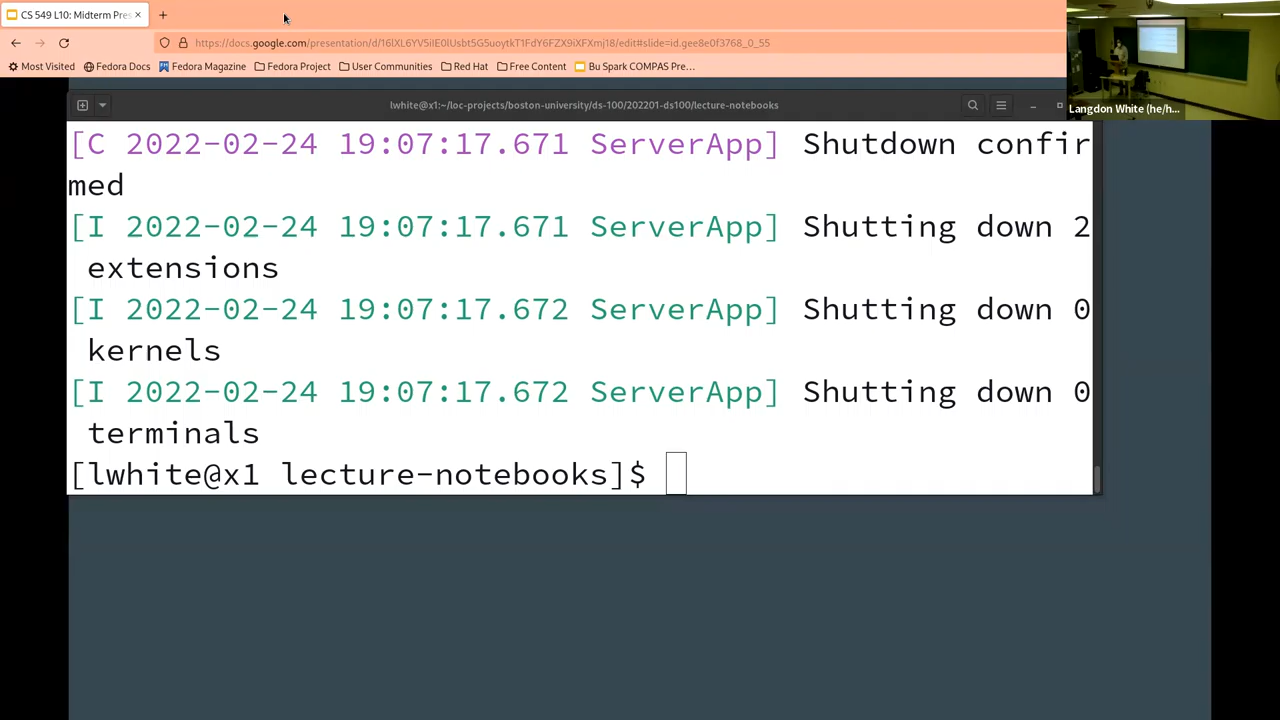 CS 549 L10: Midterm Pres
https://docs.google.com/presentation/d/16lXL6YV5iIE0lUsbtSG5uoytkT1FdY6FZX9iXFXmj18/edit#slide=id.gee8e0f3768_0_55
Most Visited Fedora Docs Fedora Magazine Fedora Project User Communities Red Hat Free Content Bu Spark COMPAS Pre...
Langdon White (he/h...
lwhite@x1:~/loc-projects/boston-university/ds-100/202201-ds100/lecture-notebooks
[C 2022-02-24 19:07:17.671 ServerApp] Shutdown confir
med
[I 2022-02-24 19:07:17.671 ServerApp] Shutting down 2
extensions
[I 2022-02-24 19:07:17.672 ServerApp] Shutting down 0
kernels
[I 2022-02-24 19:07:17.672 ServerApp] Shutting down 0
terminals
[lwhite@x1 lecture-notebooks]$